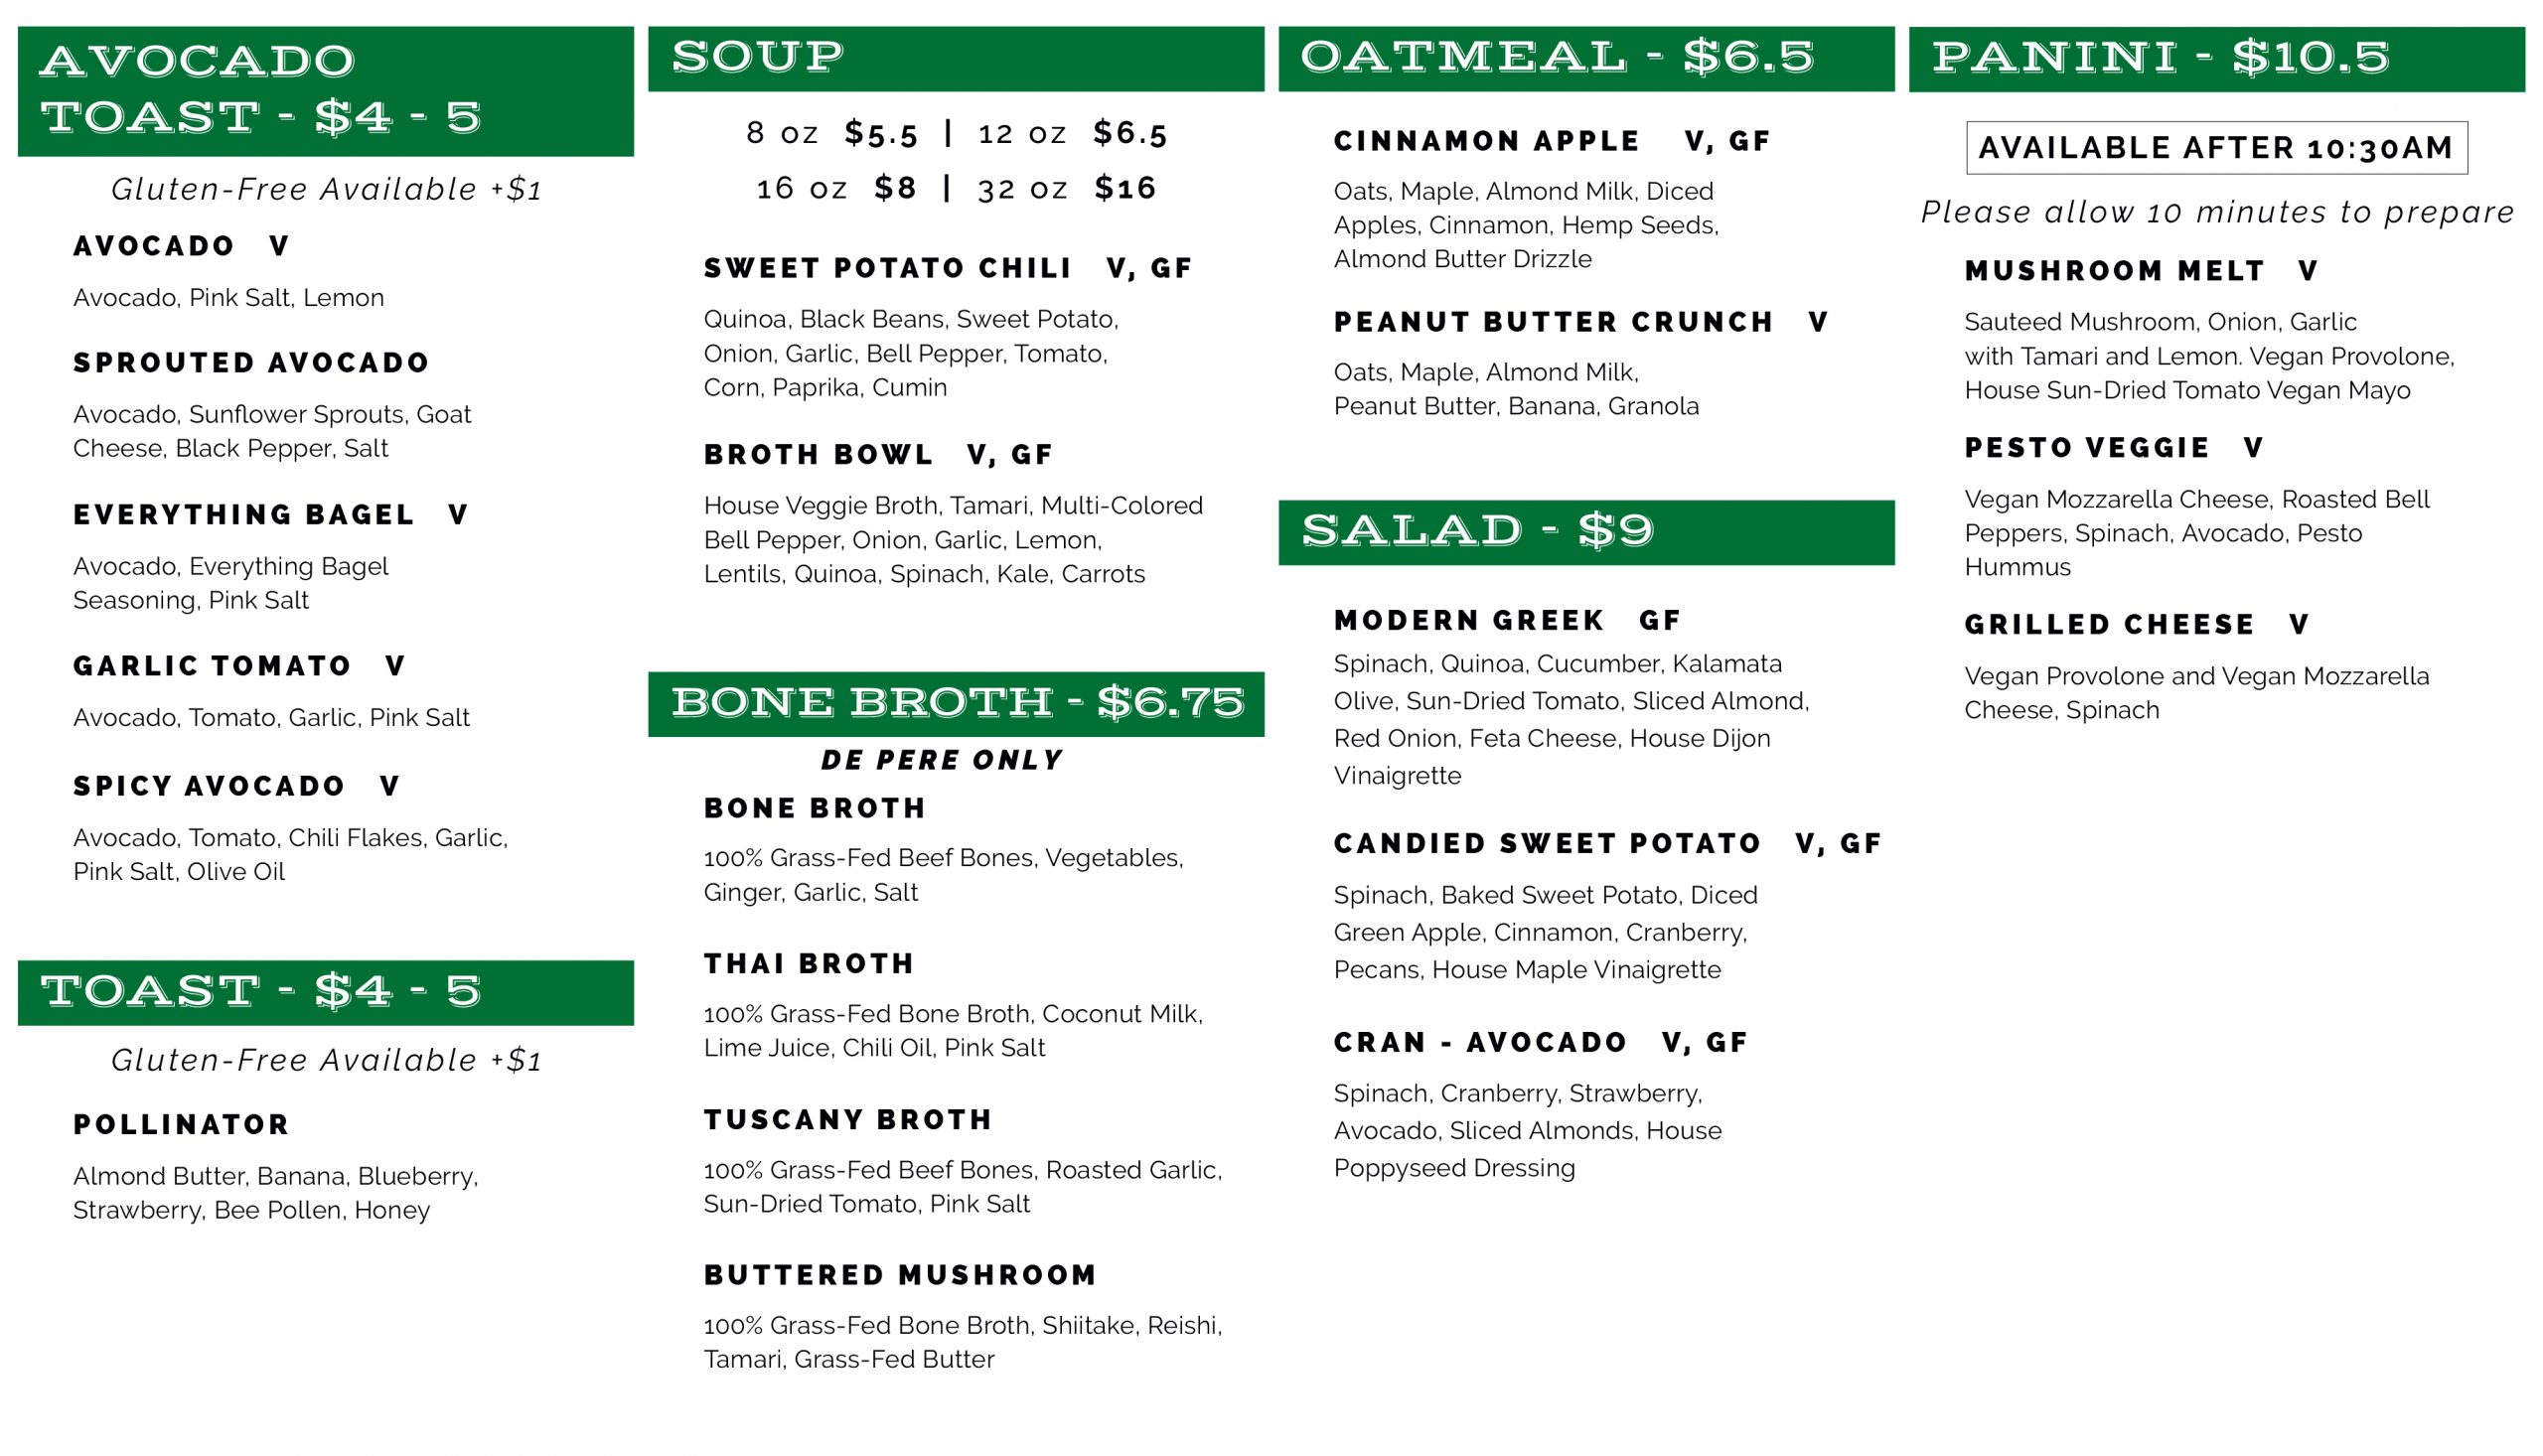 AVOCADO
TOAST - $4 - 5
Gluten-Free Available +$1
AVOCADO V
Avocado, Pink Salt, Lemon
SPROUTED AVOCADO
Avocado, Sunflower Sprouts, Goat
Cheese, Black Pepper, Salt
EVERYTHING BAGEL V
Avocado, Everything Bagel
Seasoning, Pink Salt
GARLIC TOMATO V
Avocado, Tomato, Garlic, Pink Salt
SPICY AVOCADO V
Avocado, Tomato, Chili Flakes, Garlic,
Pink Salt, Olive Oil
TOAST - $4 - 5
Gluten-Free Available +$1
POLLINATOR
Almond Butter, Banana, Blueberry,
Strawberry, Bee Pollen, Honey
SOUP
8 oz $5.5 | 12 oz $6.5
16 oz $8 | 32 oz $16
SWEET POTATO CHILI V, GF
Quinoa, Black Beans, Sweet Potato,
Onion, Garlic, Bell Pepper, Tomato,
Corn, Paprika, Cumin
BROTH BOWL V, GF
House Veggie Broth, Tamari, Multi-Colored
Bell Pepper, Onion, Garlic, Lemon,
Lentils, Quinoa, Spinach, Kale, Carrots
BONE BROTH - $6.75
DE PERE ONLY
BONE BROTH
100% Grass-Fed Beef Bones, Vegetables,
Ginger, Garlic, Salt
THAI BROTH
100% Grass-Fed Bone Broth, Coconut Milk,
Lime Juice, Chili Oil, Pink Salt
TUSCANY BROTH
100% Grass-Fed Beef Bones, Roasted Garlic,
Sun-Dried Tomato, Pink Salt
BUTTERED MUSHROOM
100% Grass-Fed Bone Broth, Shiitake, Reishi,
Tamari, Grass-Fed Butter
OATMEAL - $6.5
CINNAMON APPLE V, GF
Oats, Maple, Almond Milk, Diced
Apples, Cinnamon, Hemp Seeds,
Almond Butter Drizzle
PEANUT BUTTER CRUNCH V
Oats, Maple, Almond Milk,
Peanut Butter, Banana, Granola
SALAD - $9
MODERN GREEK GF
Spinach, Quinoa, Cucumber, Kalamata
Olive, Sun-Dried Tomato, Sliced Almond,
Red Onion, Feta Cheese, House Dijon
Vinaigrette
CANDIED SWEET POTATO V, GF
Spinach, Baked Sweet Potato, Diced
Green Apple, Cinnamon, Cranberry,
Pecans, House Maple Vinaigrette
CRAN - AVOCADO V, GF
Spinach, Cranberry, Strawberry,
Avocado, Sliced Almonds, House
Poppyseed Dressing
PANINI - $10.5
AVAILABLE AFTER 10:30AM
Please allow 10 minutes to prepare
MUSHROOM MELT V
Sauteed Mushroom, Onion, Garlic
with Tamari and Lemon. Vegan Provolone,
House Sun-Dried Tomato Vegan Mayo
PESTO VEGGIE V
Vegan Mozzarella Cheese, Roasted Bell
Peppers, Spinach, Avocado, Pesto
Hummus
GRILLED CHEESE V
Vegan Provolone and Vegan Mozzarella
Cheese, Spinach